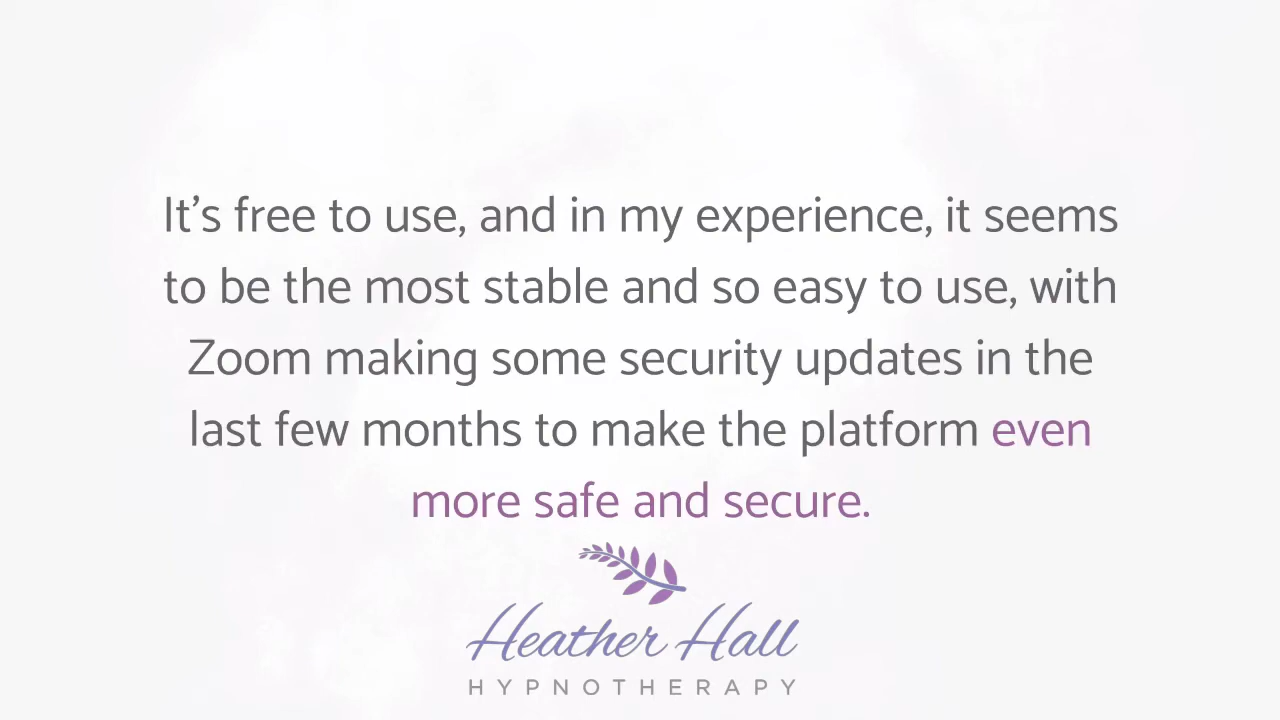 It's free to use, and in my experience, it seems
to be the most stable and so easy to use, with
Zoom making some security updates in the
last few months to make the platform even
more safe and secure.
Heather Hall
HYPNOTHERAPY